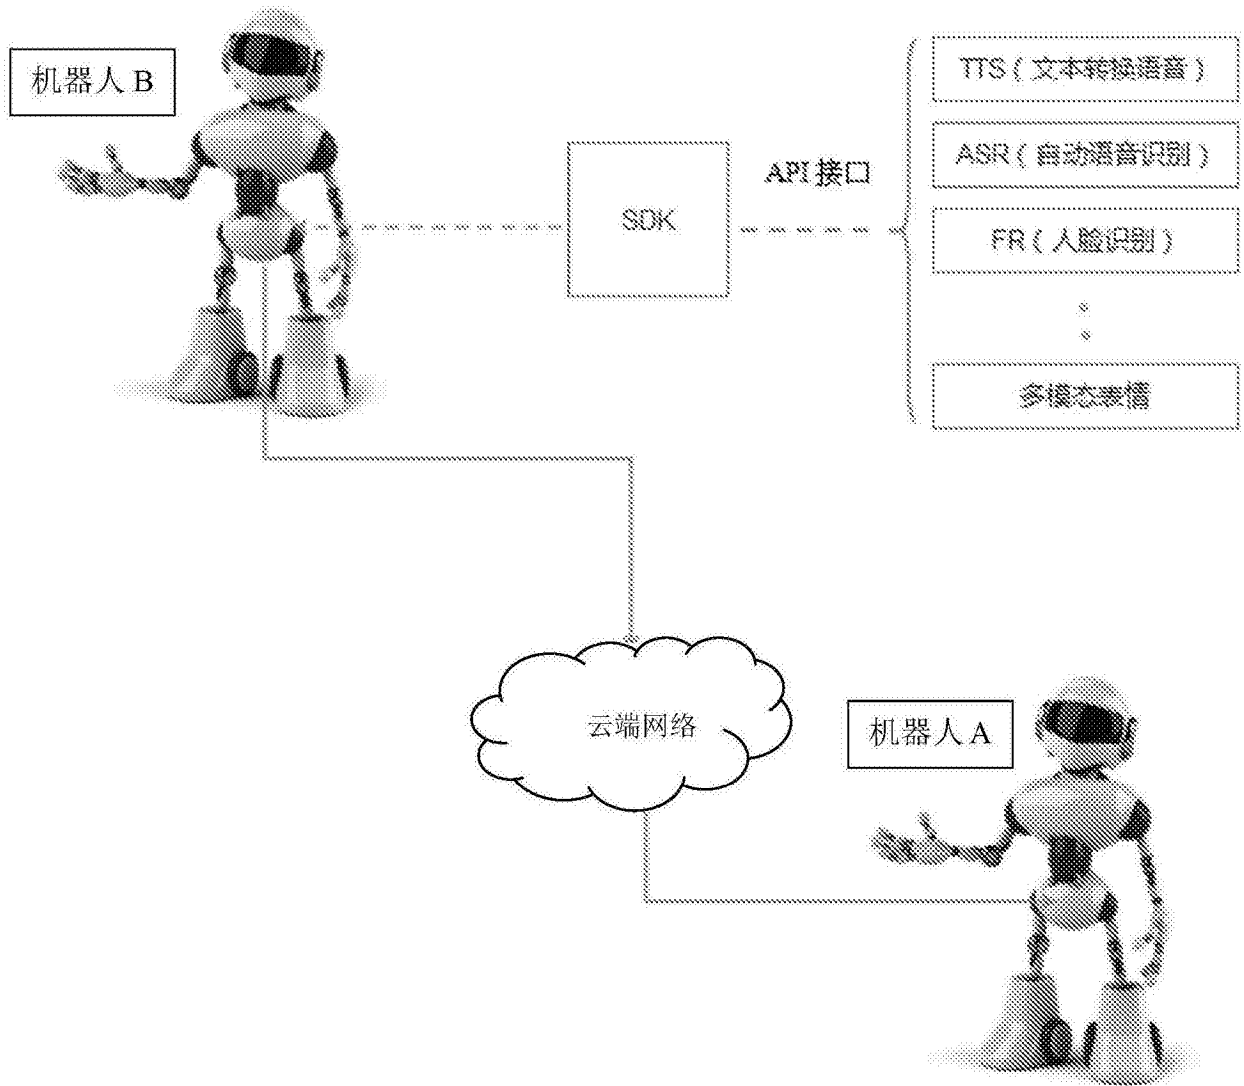 机器人 B
TTS（文本转换语音）
ASR（自动语音识别）
API 接口
SDK
FR（人脸识别）
多模态表情
云端网络
机器人 A